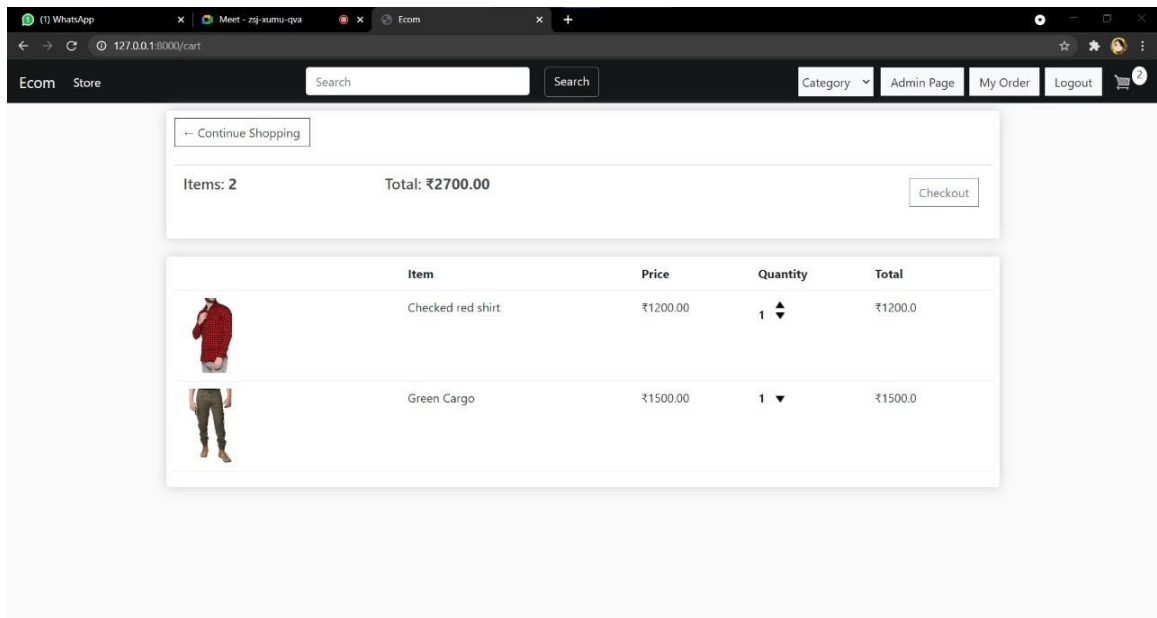 (1) WhatsApp Meet - zsj-xumu-qva Ecom
127.0.0.1:8000/cart
Ecom Store Search Search Category Admin Page My Order Logout 2
← Continue Shopping
Items: 2 Total: ₹2700.00 Checkout
Item Price Quantity Total
Checked red shirt ₹1200.00 1 ₹1200.0
Green Cargo ₹1500.00 1 ₹1500.0